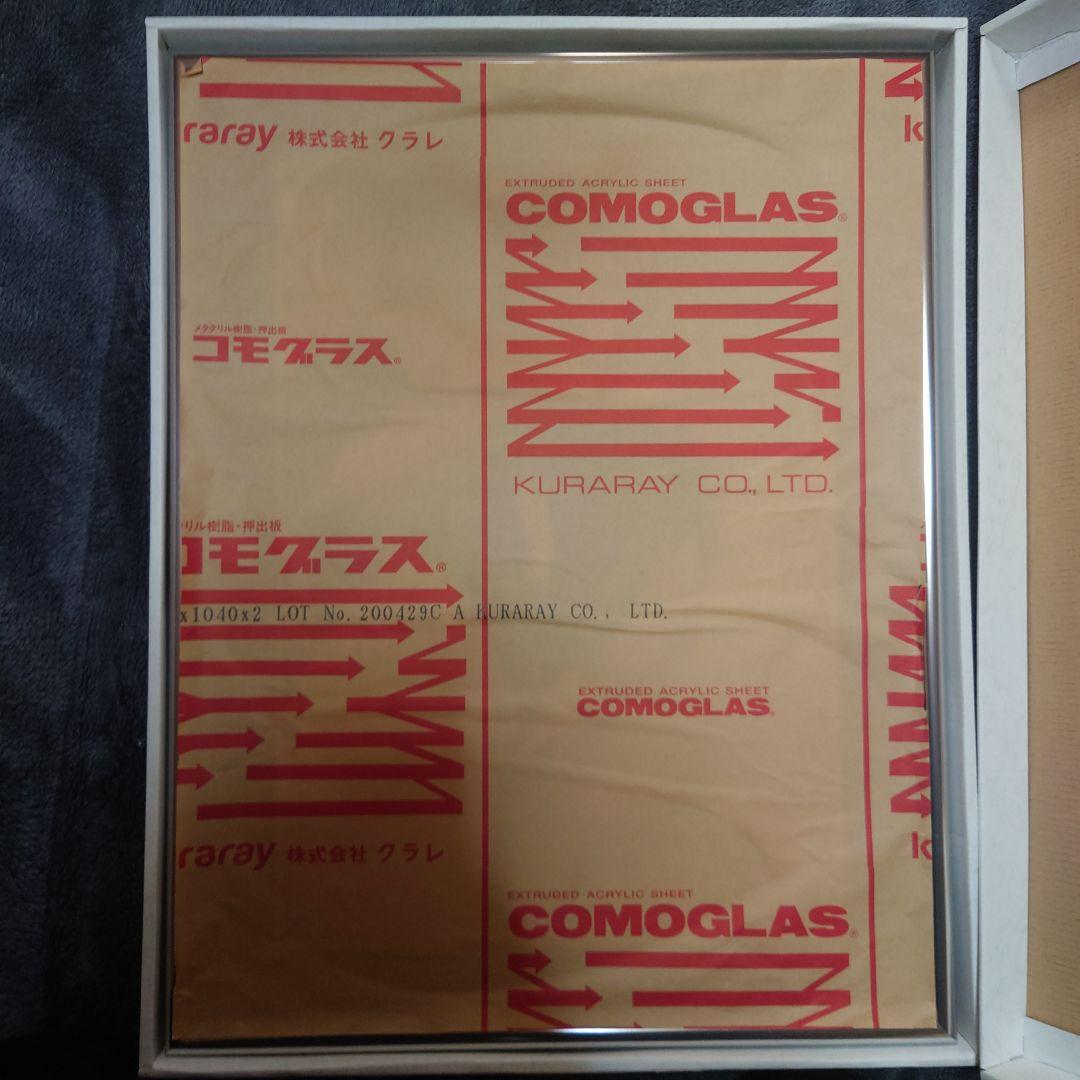 raray 株式会社 クラレ
k
EXTRUDED ACRYLIC SHEET
COMOGLAS®
メタクリル樹脂・押出板
コモグラス®
KURARAY CO., LTD.
リル樹脂・押出板
コモグラス®
x1040x2 LOT No. 200429C A KURARAY CO., LTD.
EXTRUDED ACRYLIC SHEET
COMOGLAS®
raray 株式会社 クラレ
k
EXTRUDED ACRYLIC SHEET
COMOGLAS®